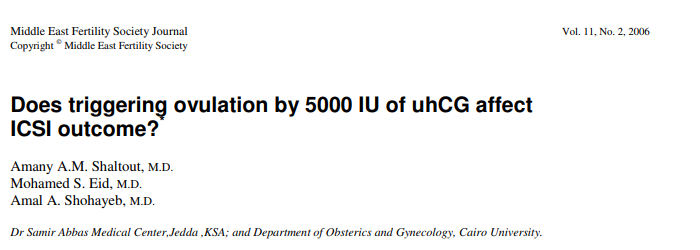 Middle East Fertility Society Journal
Vol. 11, No. 2, 2006
Copyright © Middle East Fertility Society
Does triggering ovulation by 5000 IU of uhCG affect
ICSI outcome?*
Amany A.M. Shaltout, M.D.
Mohamed S. Eid, M.D.
Amal A. Shohayeb, M.D.
Dr Samir Abbas Medical Center,Jedda ,KSA; and Department of Obsterics and Gynecology, Cairo University.